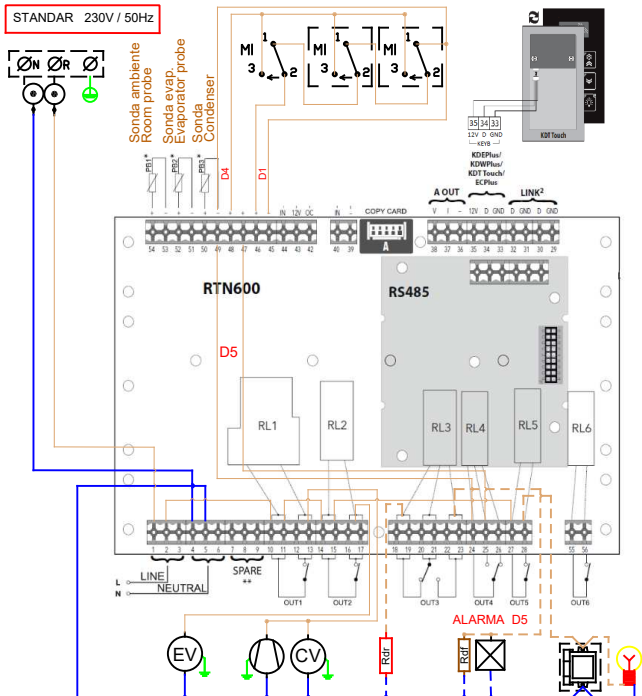 STANDAR 230V / 50Hz
ØN ØR Ø
Sonda ambiente
Room probe
Sonda evap.
Evaporator probe
Sonda
Condenser
PB1*
PB2*
PB3*
D4
D1
MI 1 3 2
MI 1 3 2
MI 1 3 2
35 34 33
12V D GND
KEYB
KDT Touch
KDEPlus/
KDWPlus/
KDT Touch/
ECPlus
A OUT
LINK²
+ - + - + -
IN 12V OC
IN -
COPY CARD
A
V I - 12V D GND D GND D GND
54 53 52 51 50 49 48 47 46 45 44 43 42
40 39
38 37 36 35 34 33 32 31 30 29
RTN600
RS485
D5
RL1
RL2
RL3
RL4
RL5
RL6
1 2 3 4 5 6 7 8 9 10 11 12 13 14 15 16 17
18 19 20 21 22 23 24 25 26 27 28
55 56
L LINE
N NEUTRAL
SPARE
++
OUT1
OUT2
OUT3
OUT4
OUT5
OUT6
ALARMA D5
EV
CV
Rdr
Rdf